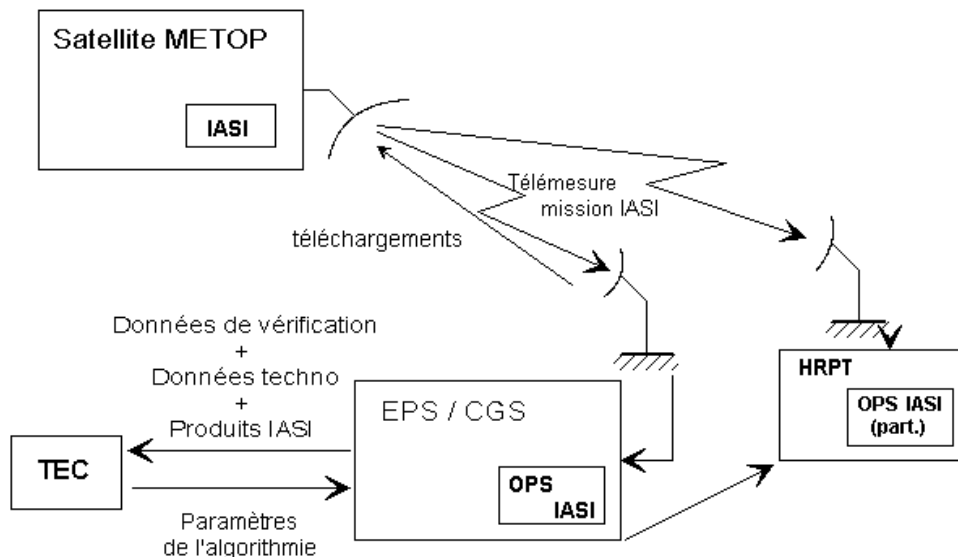 Satellite METOP
IASI
Télémesure
mission IASI
téléchargements
Données de vérification
+
Données techno
+
Produits IASI
TEC
Paramètres
de l'algorithmie
EPS / CGS
OPS
IASI
HRPT
OPS IASI
(part.)